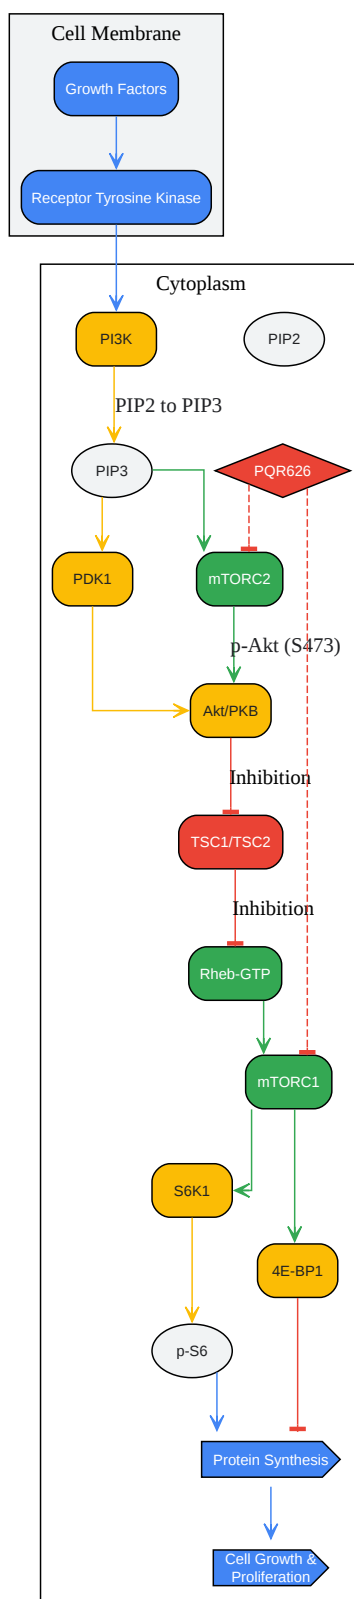 Cell Membrane
Growth Factors
Receptor Tyrosine Kinase
Cytoplasm
PI3K
PIP2
PIP2 to PIP3
PIP3
PQR626
PDK1
mTORC2
p-Akt (S473)
Akt/PKB
Inhibition
TSC1/TSC2
Inhibition
Rheb-GTP
mTORC1
S6K1
4E-BP1
p-S6
Protein Synthesis
Cell Growth &
Proliferation